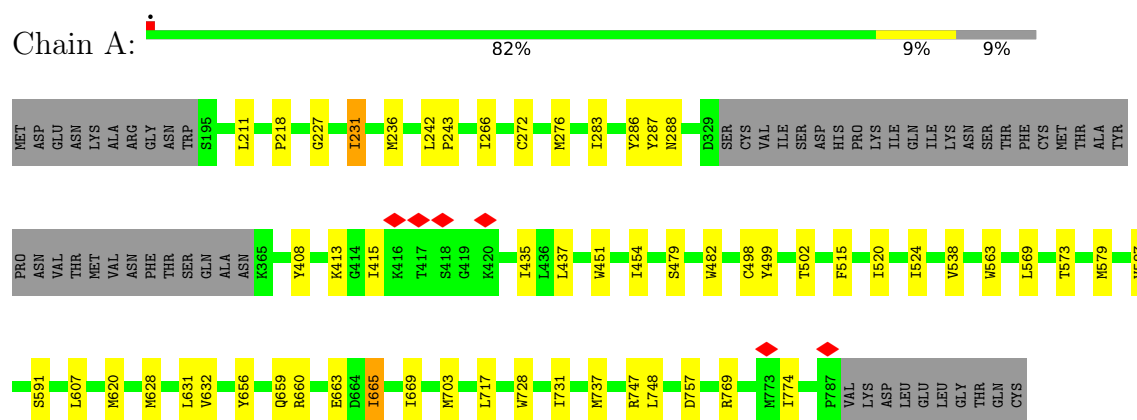 Chain A:
82% 9% 9%
MET ASP GLU ASN LYS ALA ARG GLY ASN TRP S195 L211 P218 G227 I231 M236 L242 P243 I266 C272 M276 I283 Y286 Y287 N288 D329 SER CYS VAL ILE SER ASP HIS PRO LYS ILE GLN ILE LYS ASN SER THR PHE CYS MET THR ALA TYR
PRO ASN VAL THR MET VAL ASN PHE THR SER GLN ALA ASN K365 Y408 K413 G414 I415 K416 T417 S418 G419 K420 I435 L436 L437 W451 I454 S479 W482 C498 Y499 T502 F515 I520 I524 V538 W563 L569 T573 M579
S591 L607 M620 M628 L631 V632 Y656 Q659 R660 E663 D664 I665 I669 M703 L717 W728 I731 M737 R747 L748 D757 R769 M773 I774 P787 VAL LYS ASP LEU GLU LEU GLY THR GLN CYS